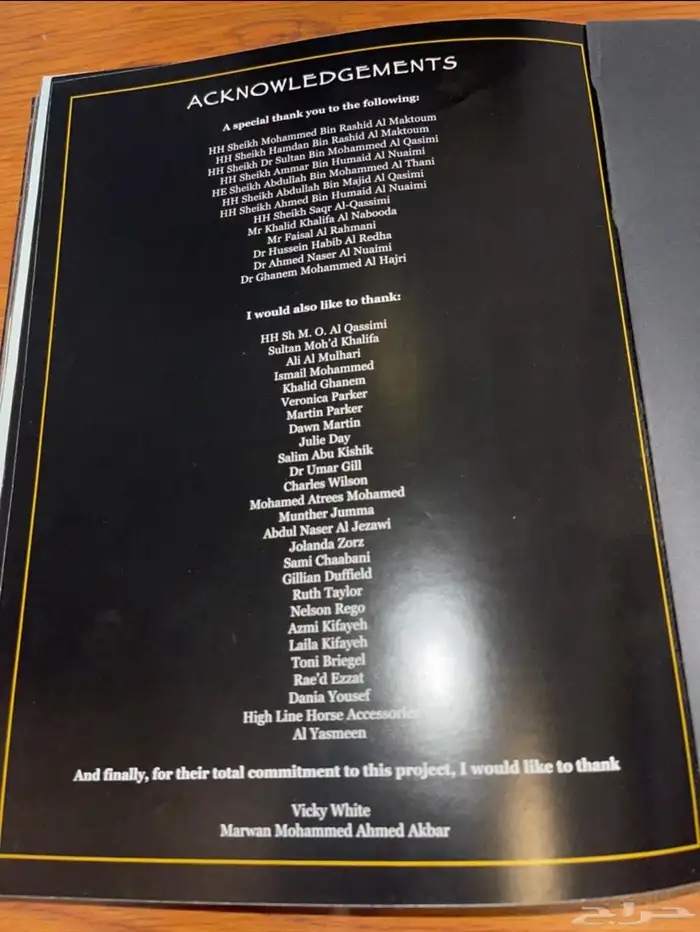 ACKNOWLEDGEMENTS
A special thank you to the following:
HH Sheikh Mohammed Bin Rashid Al Maktoum
HH Sheikh Hamdan Bin Rashid Al Maktoum
HH Sheikh Dr Sultan Bin Mohammed Al Qasimi
HH Sheikh Ammar Bin Humaid Al Nuaimi
HE Sheikh Abdullah Bin Mohammed Al Thani
HH Sheikh Abdullah Bin Majid Al Qasimi
HH Sheikh Ahmed Bin Humaid Al Nuaimi
HH Sheikh Saqr Al-Qassimi
Mr Khalid Khalifa Al Nabooda
Mr Faisal Al Rahmani
Dr Hussein Habib Al Redha
Dr Ahmed Naser Al Nuaimi
Dr Ghanem Mohammed Al Hajri
I would also like to thank:
HH Sh M. O. Al Qassimi
Sultan Moh'd Khalifa
Ali Al Mulhari
Ismail Mohammed
Khalid Ghanem
Veronica Parker
Martin Parker
Dawn Martin
Julie Day
Salim Abu Kishik
Dr Umar Gill
Charles Wilson
Mohamed Atrees Mohamed
Munther Jumma
Abdul Naser Al Jezawi
Jolanda Zorz
Sami Chaabani
Gillian Duffield
Ruth Taylor
Nelson Rego
Azmi Kifayeh
Laila Kifayeh
Toni Briegel
Rae'd Ezzat
Dania Yousef
High Line Horse Accessories
Al Yasmeen
And finally, for their total commitment to this project, I would like to thank
Vicky White
Marwan Mohammed Ahmed Akbar
حراج